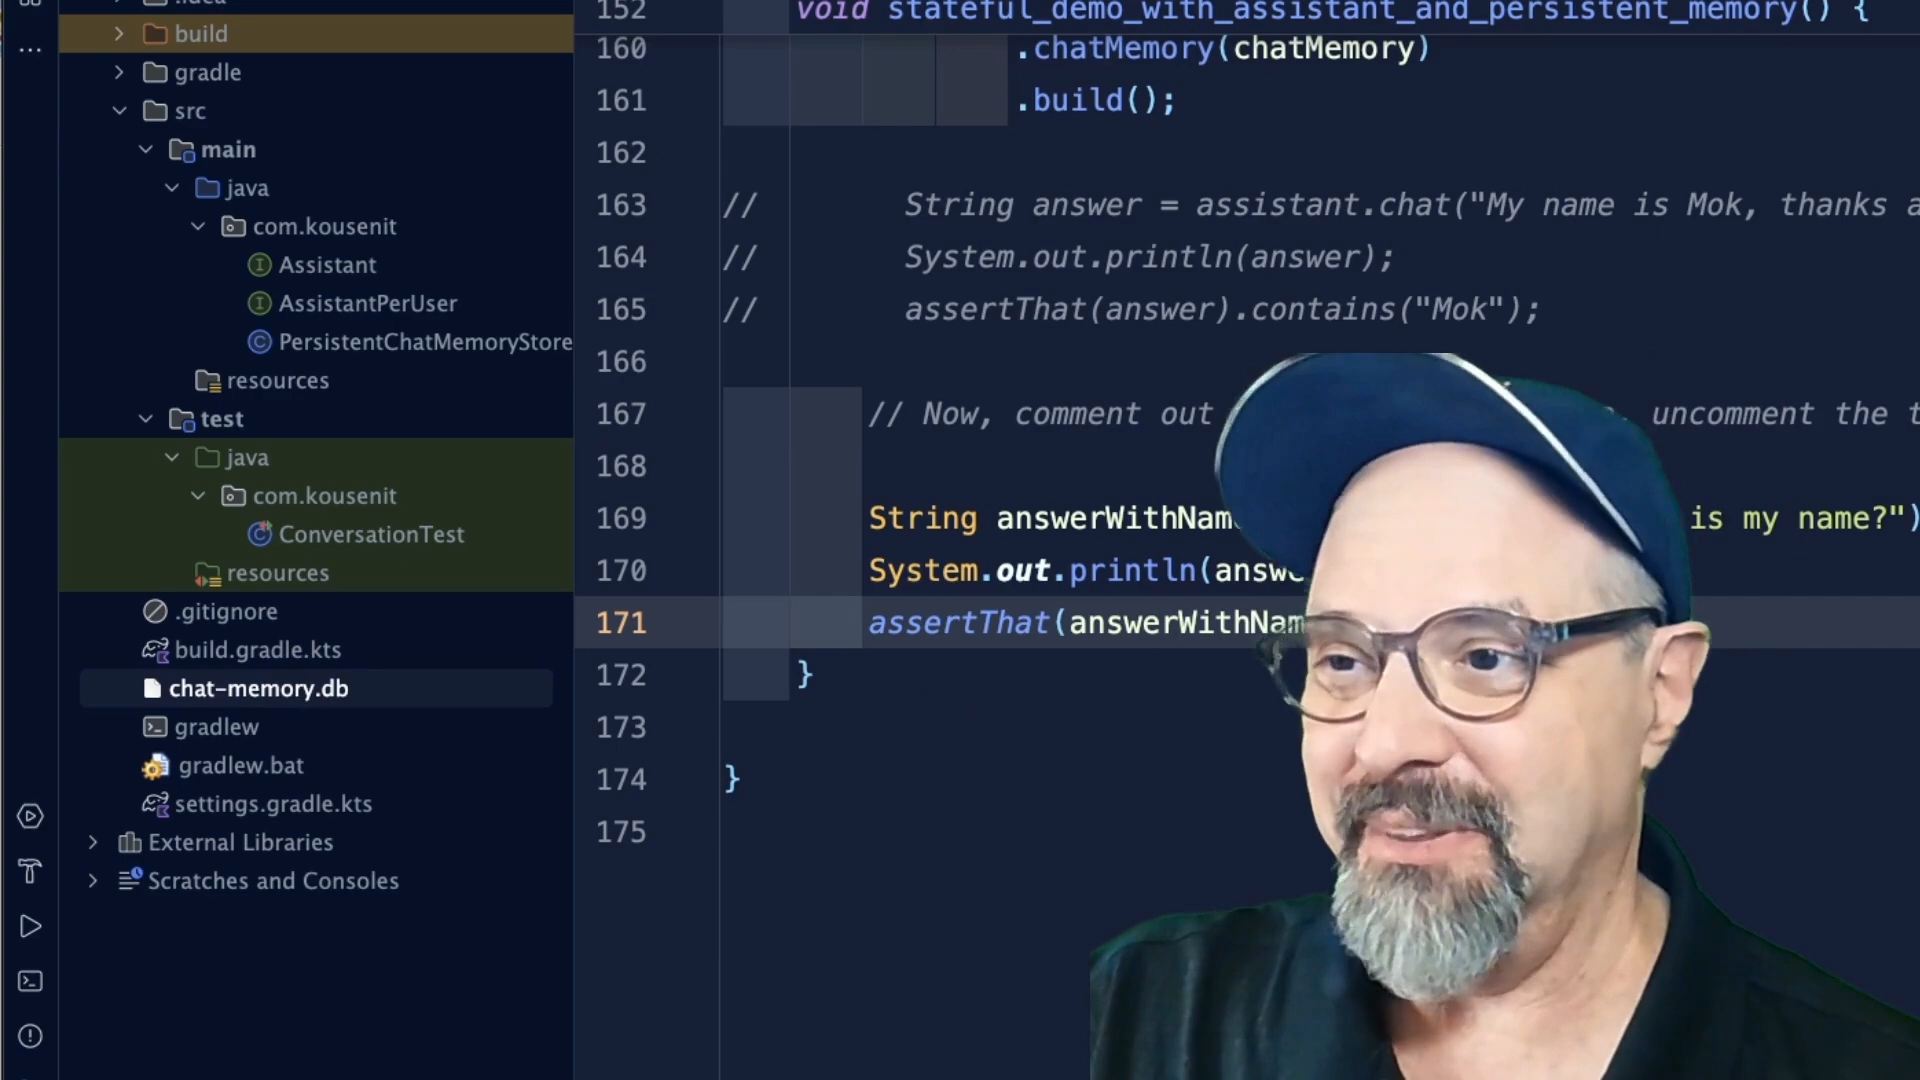 build
gradle
src
main
java
com.kousenit
Assistant
AssistantPerUser
PersistentChatMemoryStore
resources
test
java
com.kousenit
ConversationTest
resources
.gitignore
build.gradle.kts
chat-memory.db
gradlew
gradlew.bat
settings.gradle.kts
External Libraries
Scratches and Consoles
152 void stateful_demo_with_assistant_and_persistent_memory() {
160 .chatMemory(chatMemory)
161 .build();
162
163 // String answer = assistant.chat("My name is Mok, thanks
164 // System.out.println(answer);
165 // assertThat(answer).contains("Mok");
166
167 // Now, comment out uncomment the
168
169 String answerWithNam is my name?")
170 System.out.println(answ
171 assertThat(answerWithNam
172 }
173
174 }
175